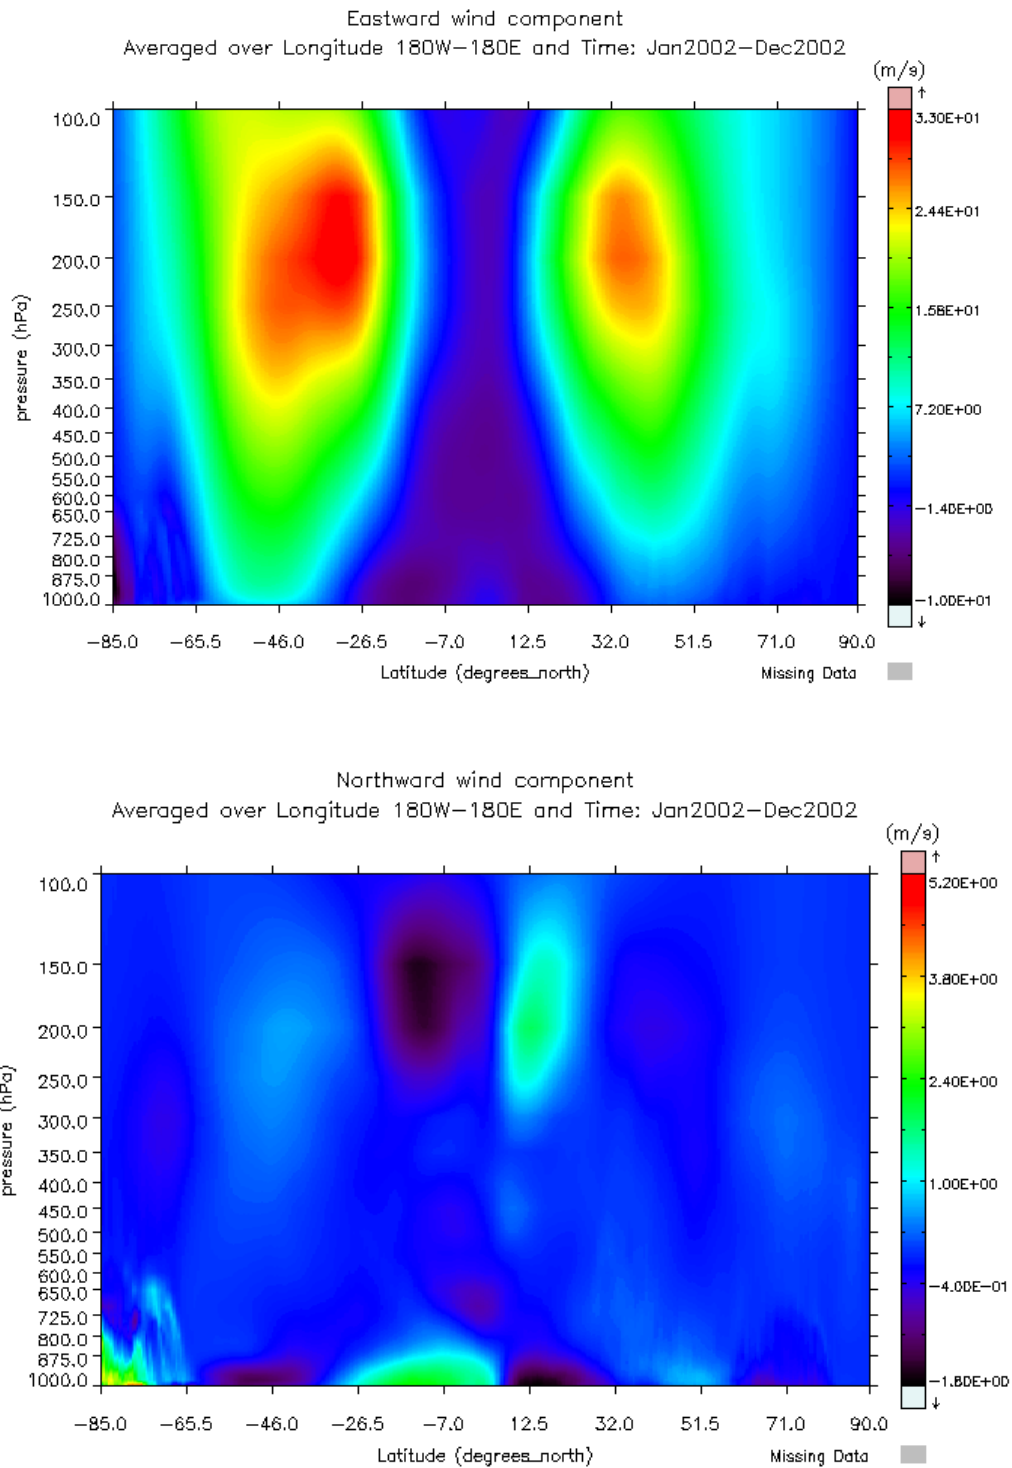 Eastward wind component
Averaged over Longitude 180W-180E and Time: Jan2002-Dec2002
(m/s)
100.0
150.0
200.0
250.0
300.0
350.0
400.0
450.0
500.0
550.0
600.0
650.0
725.0
800.0
875.0
1000.0
pressure (hPa)
3.30E+01
2.44E+01
1.58E+01
7.20E+00
-1.40E+00
-1.00E+01
-85.0 -65.5 -46.0 -26.5 -7.0 12.5 32.0 51.5 71.0 90.0
Latitude (degrees_north) Missing Data
Northward wind component
Averaged over Longitude 180W-180E and Time: Jan2002-Dec2002
(m/s)
100.0
150.0
200.0
250.0
300.0
350.0
400.0
450.0
500.0
550.0
600.0
650.0
725.0
800.0
875.0
1000.0
pressure (hPa)
5.20E+00
3.80E+00
2.40E+00
1.00E+00
-4.00E-01
-1.80E+00
-85.0 -65.5 -46.0 -26.5 -7.0 12.5 32.0 51.5 71.0 90.0
Latitude (degrees_north) Missing Data